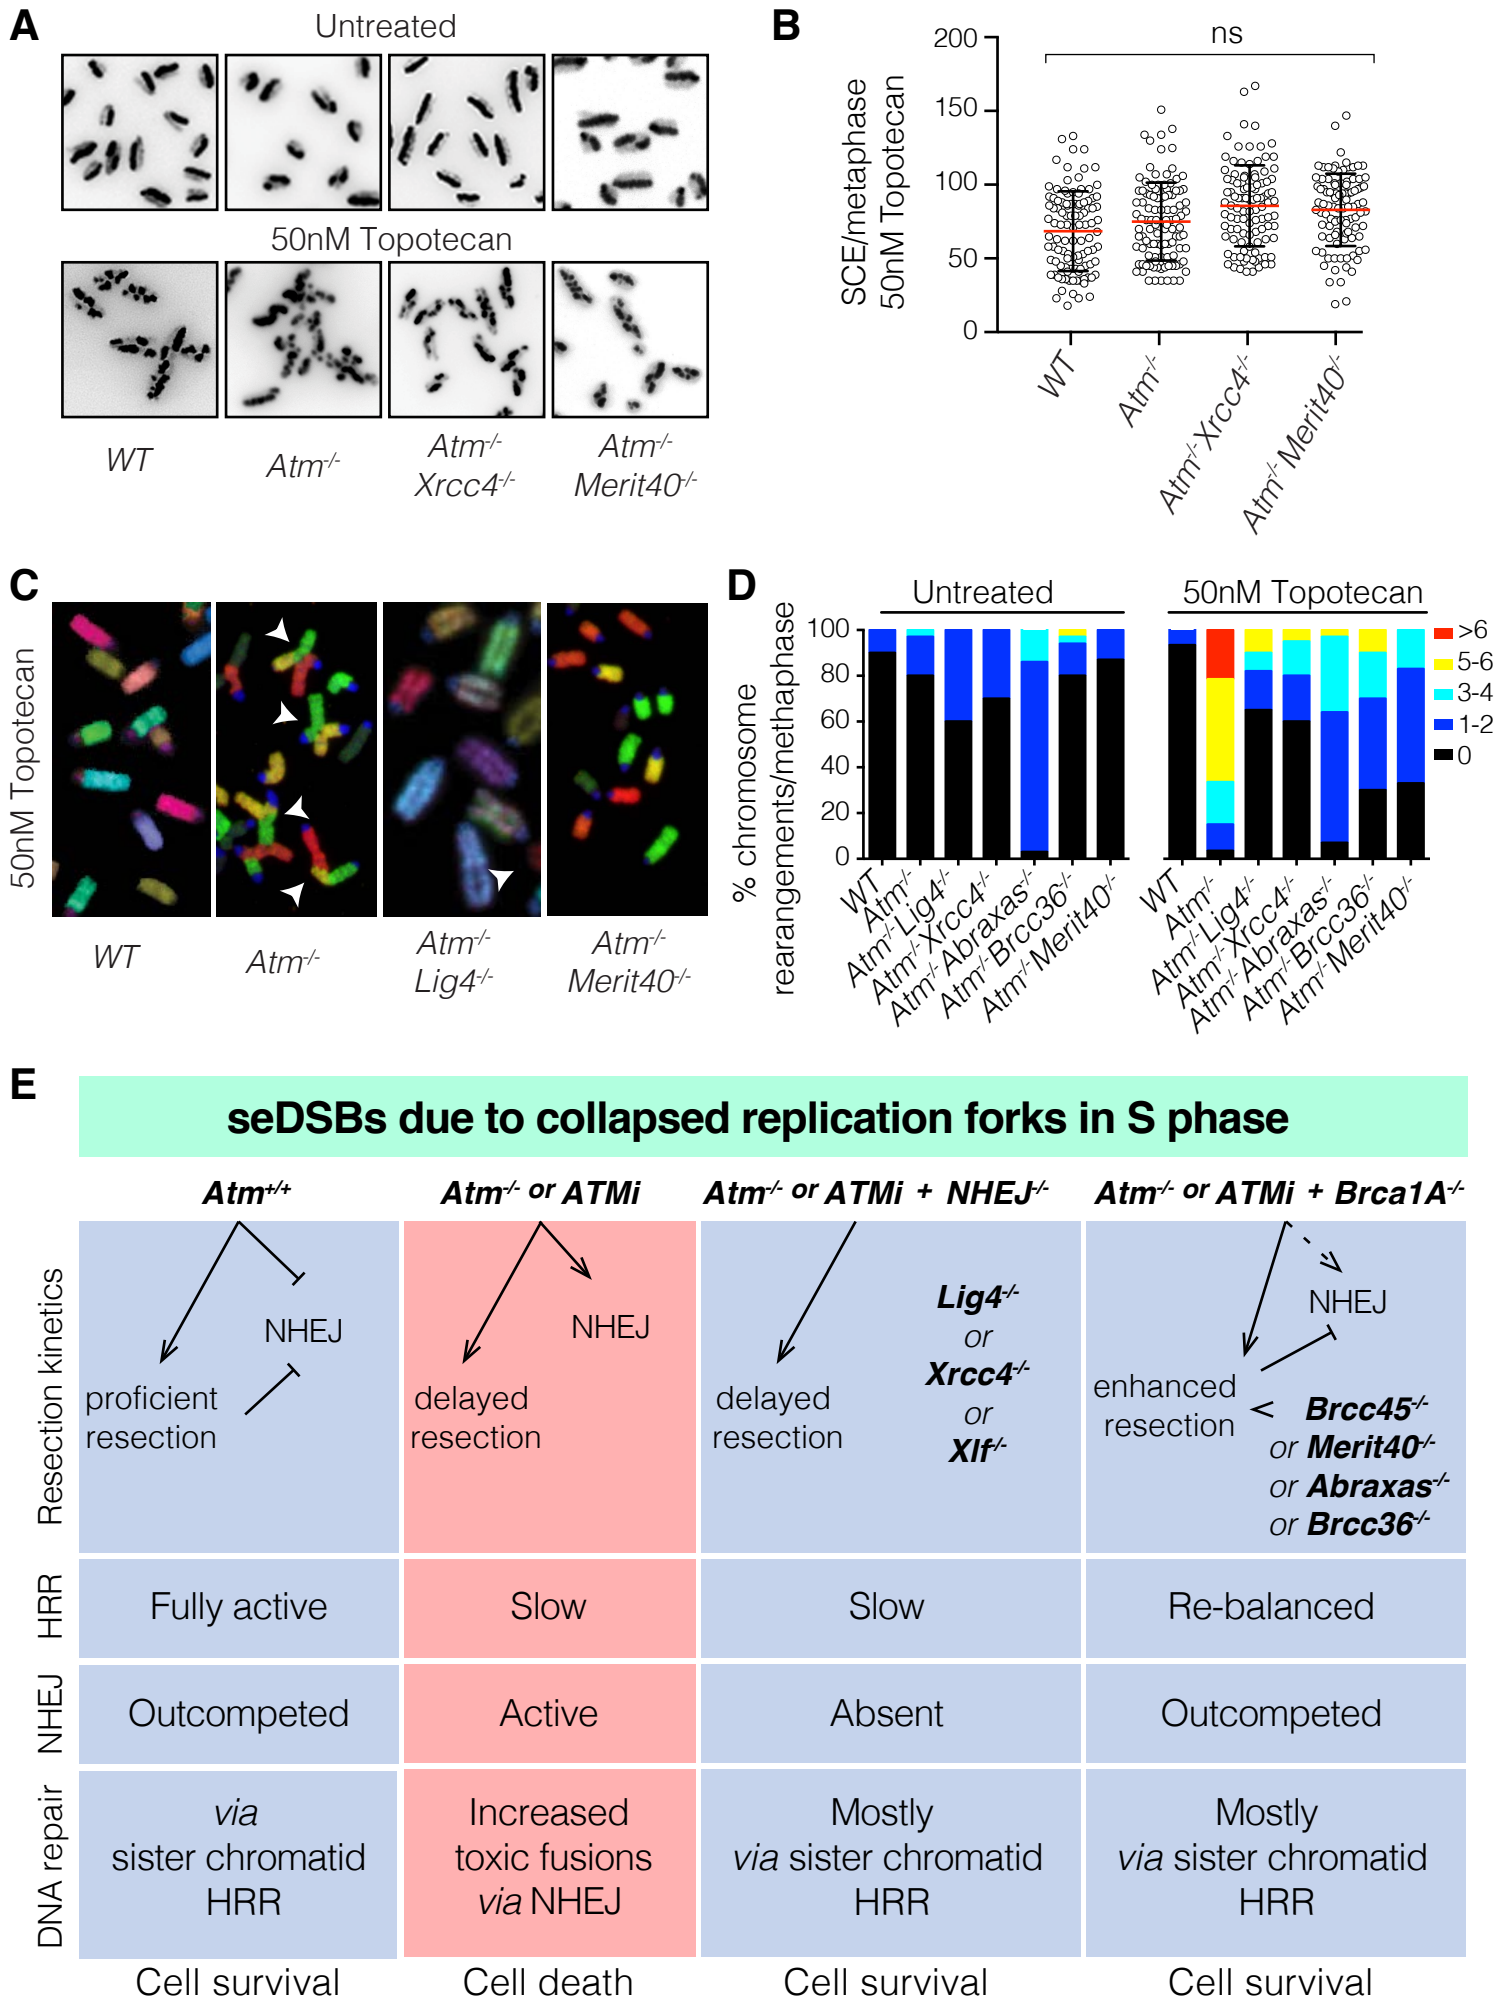 A
Untreated
50nM Topotecan
WT
Atm-/-
Atm-/-
Xrcc4-/-
Atm-/-
Merit40-/-
B
ns
SCE/metaphase
50nM Topotecan
200
150
100
50
0
WT
Atm-/-
Atm-/-Xrcc4-/-
Atm-/-Merit40-/-
C
50nM Topotecan
WT
Atm-/-
Atm-/-
Lig4-/-
Atm-/-
Merit40-/-
D
Untreated
50nM Topotecan
% chromosome
rearangements/methaphase
100
80
60
40
20
0
>6
5-6
3-4
1-2
0
WT
Atm-/-
Atm-/-Lig4-/-
Atm-/-Xrcc4-/-
Atm-/-Abraxas-/-
Atm-/-Brcc36-/-
Atm-/-Merit40-/-
WT
Atm-/-
Atm-/-Lig4-/-
Atm-/-Xrcc4-/-
Atm-/-Abraxas-/-
Atm-/-Brcc36-/-
Atm-/-Merit40-/-
E
seDSBs due to collapsed replication forks in S phase
Atm+/+
Atm-/- or ATMi
Atm-/- or ATMi + NHEJ-/-
Atm-/- or ATMi + Brca1A-/-
Resection kinetics
NHEJ
proficient
resection
NHEJ
delayed
resection
delayed
resection
Lig4-/-
or
Xrcc4-/-
or
Xlf-/-
NHEJ
enhanced
resection
Brcc45-/-
or Merit40-/-
or Abraxas-/-
or Brcc36-/-
HRR
Fully active
Slow
Slow
Re-balanced
NHEJ
Outcompeted
Active
Absent
Outcompeted
DNA repair
via
sister chromatid
HRR
Increased
toxic fusions
via NHEJ
Mostly
via sister chromatid
HRR
Mostly
via sister chromatid
HRR
Cell survival
Cell death
Cell survival
Cell survival